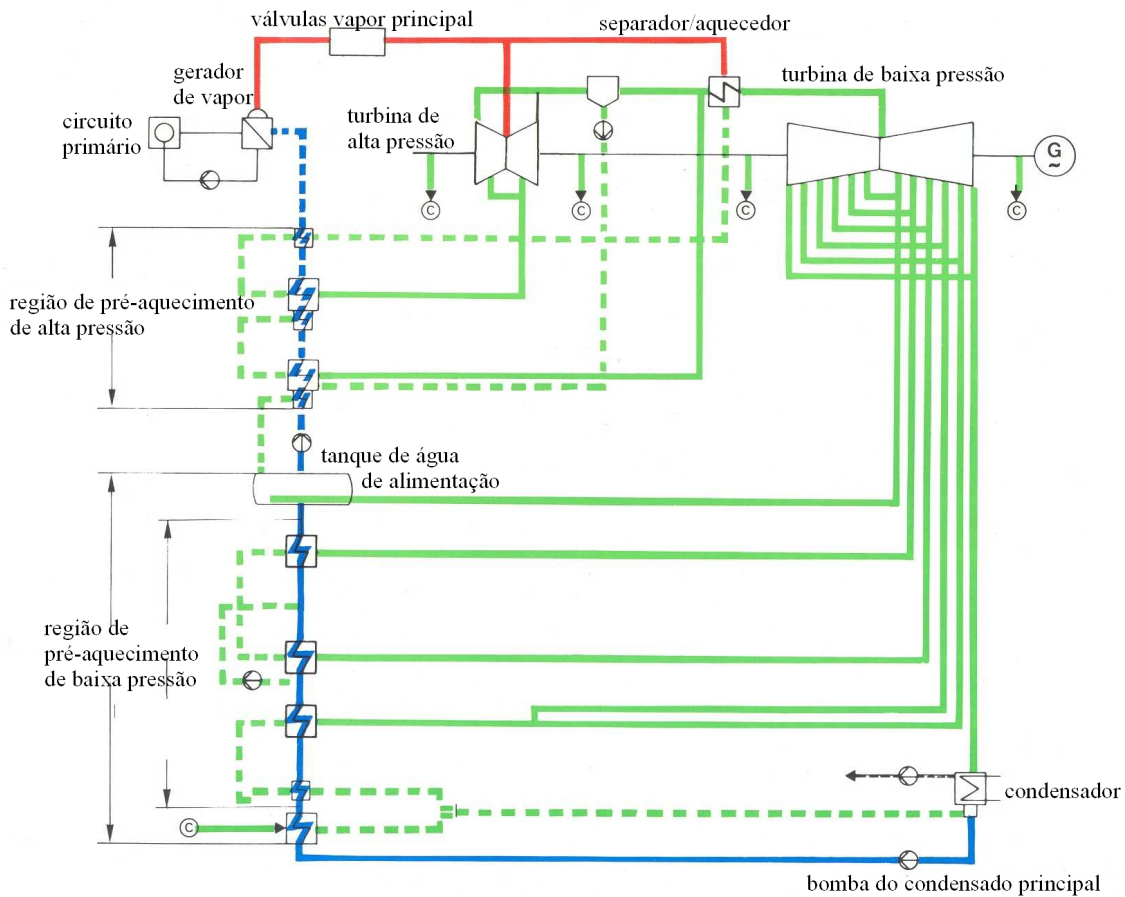 válvulas vapor principal
separador/aquecedor
gerador
de vapor
turbina de baixa pressão
circuito
primário
turbina de
alta pressão
G
~
C
C
C
C
região de pré-aquecimento
de alta pressão
tanque de água
de alimentação
região de
pré-aquecimento
de baixa pressão
condensador
C
bomba do condensado principal